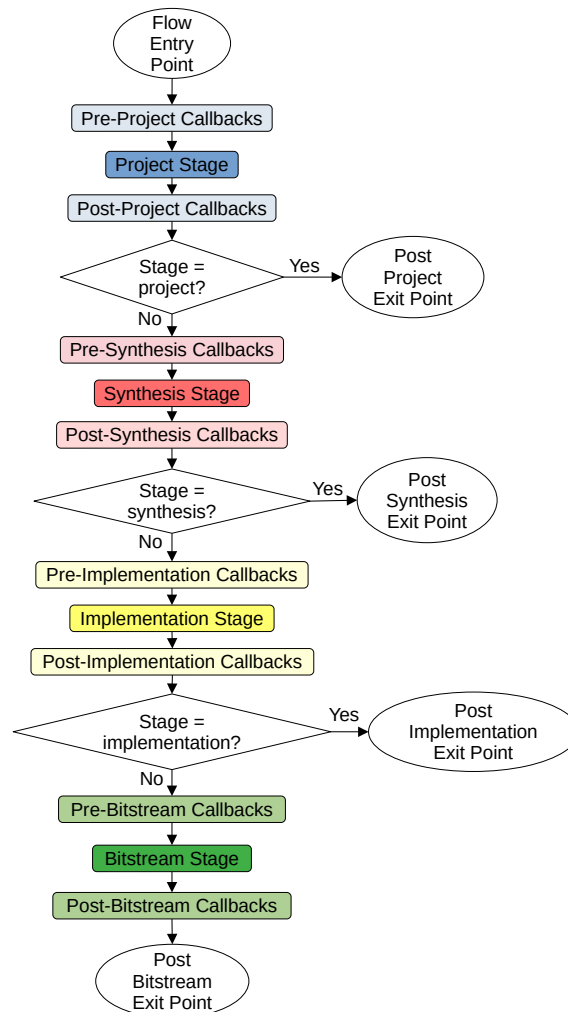 Flow
Entry
Point
Pre-Project Callbacks
Project Stage
Post-Project Callbacks
Stage =
project?
Yes
Post
Project
Exit Point
No
Pre-Synthesis Callbacks
Synthesis Stage
Post-Synthesis Callbacks
Stage =
synthesis?
Yes
Post
Synthesis
Exit Point
No
Pre-Implementation Callbacks
Implementation Stage
Post-Implementation Callbacks
Stage =
implementation?
Yes
Post
Implementation
Exit Point
No
Pre-Bitstream Callbacks
Bitstream Stage
Post-Bitstream Callbacks
Post
Bitstream
Exit Point